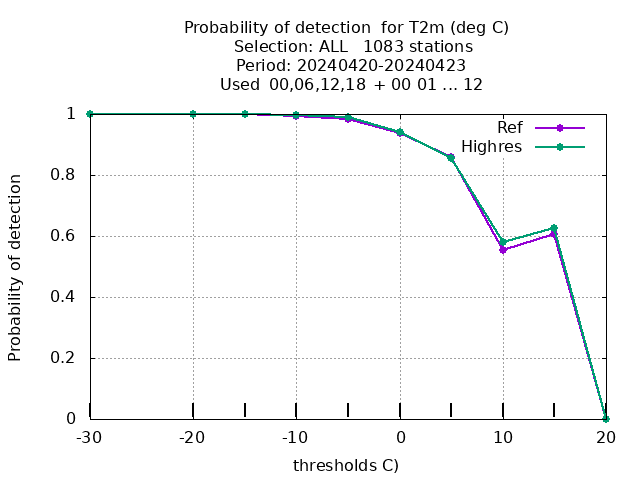 Probability of detection  for T2m (deg C)
Selection: ALL   1083 stations
Period: 20240420-20240423
Used  00,06,12,18  + 00 01 ... 12
Ref
Highres
1
0.8
0.6
0.4
0.2
0
Probability of detection
-30
-20
-10
0
10
20
thresholds C)